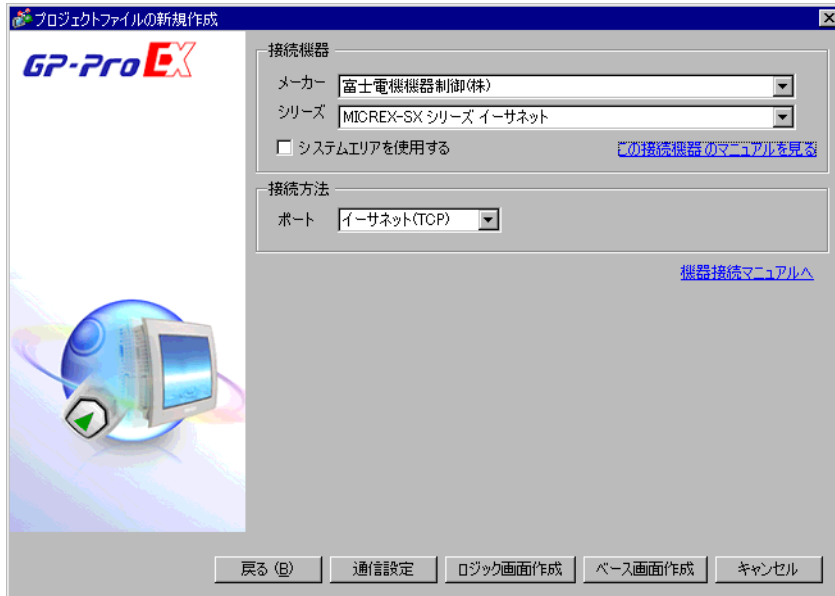 プロジェクトファイルの新規作成
GP-Pro EX
接続機器
メーカー 富士電機機器制御(株)
シリーズ MICREX-SX シリーズ イーサネット
システムエリアを使用する この接続機器のマニュアルを見る
接続方法
ポート イーサネット(TCP)
機器接続マニュアルへ
戻る (B) 通信設定 ロジック画面作成 ベース画面作成 キャンセル